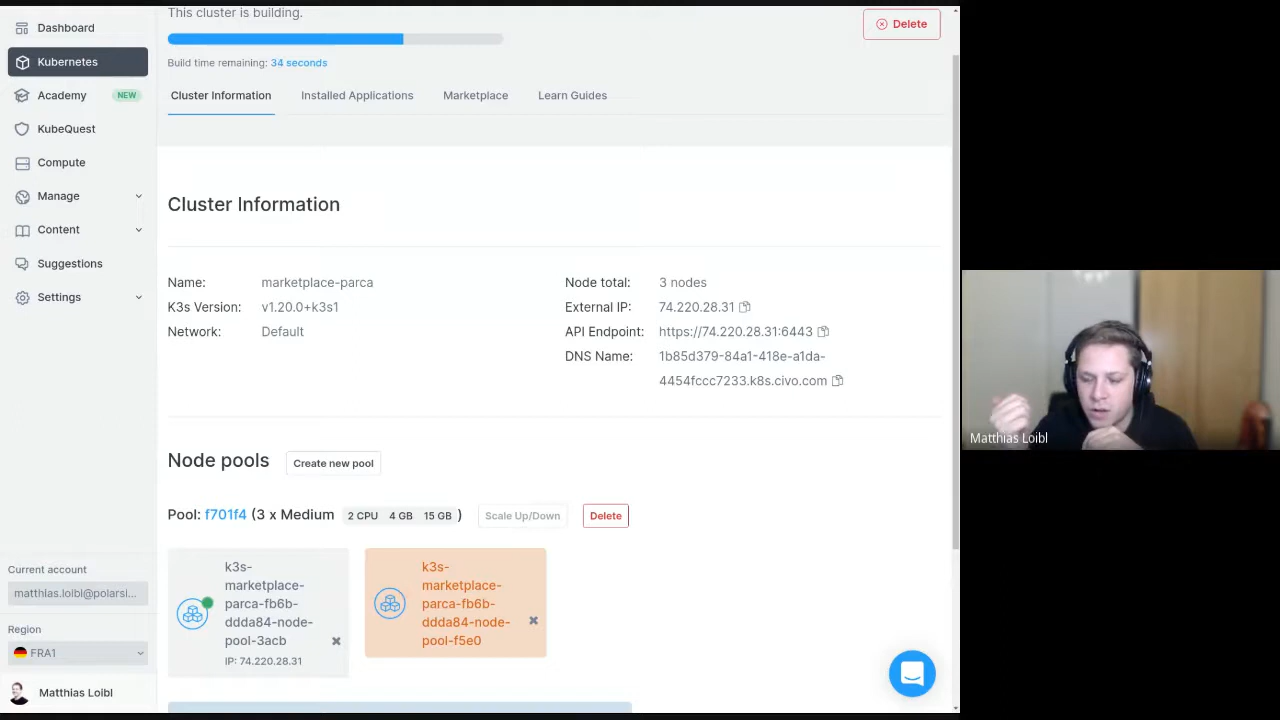 Dashboard
Kubernetes
Academy NEW
KubeQuest
Compute
Manage
Content
Suggestions
Settings
Current account
matthias.loibl@polarsi...
Region
FRA1
Matthias Loibl
This cluster is building.
Delete
Build time remaining: 34 seconds
Cluster Information Installed Applications Marketplace Learn Guides
Cluster Information
Name: marketplace-parca
K3s Version: v1.20.0+k3s1
Network: Default
Node total: 3 nodes
External IP: 74.220.28.31
API Endpoint: https://74.220.28.31:6443
DNS Name: 1b85d379-84a1-418e-a1da-
4454fccc7233.k8s.civo.com
Node pools Create new pool
Pool: f701f4 (3 x Medium 2 CPU 4 GB 15 GB ) Scale Up/Down Delete
k3s-
marketplace-
parca-fb6b-
ddda84-node-
pool-3acb
IP: 74.220.28.31
k3s-
marketplace-
parca-fb6b-
ddda84-node-
pool-f5e0
Matthias Loibl